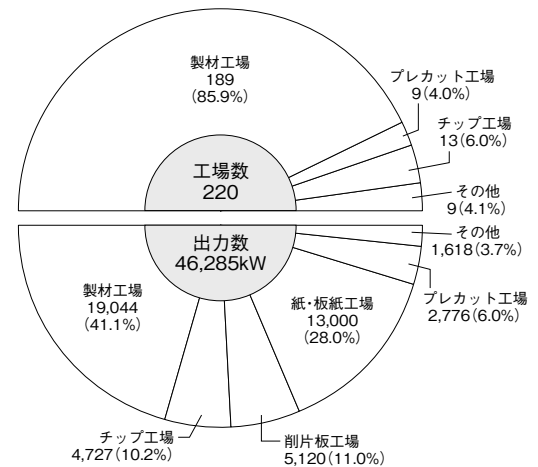 製材工場
189
(85.9%)
プレカット工場
9(4.0%)
チップ工場
13(6.0%)
その他
9(4.1%)
工場数
220
出力数
46,285kW
その他
1,618(3.7%)
プレカット工場
2,776(6.0%)
紙・板紙工場
13,000
(28.0%)
製材工場
19,044
(41.1%)
チップ工場
4,727(10.2%)
削片板工場
5,120(11.0%)